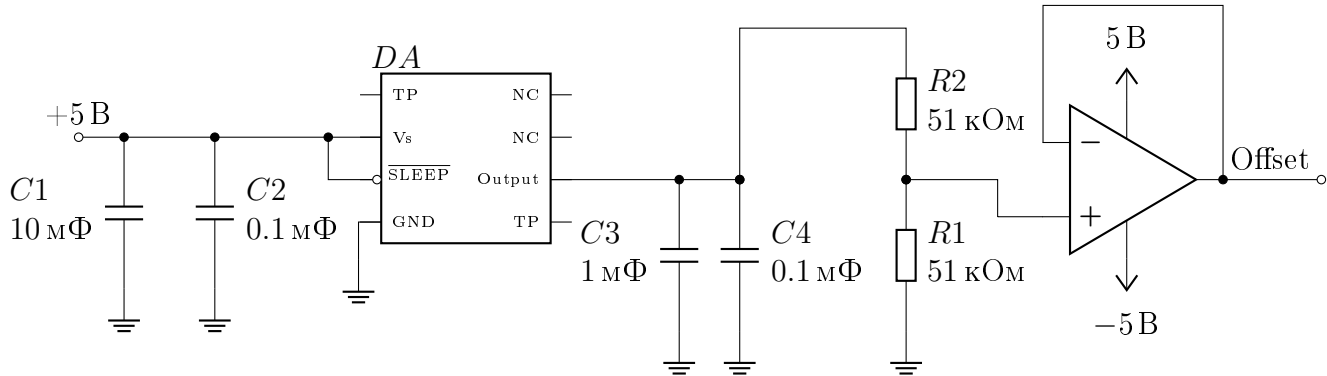 +5 В
C1
10 мФ
C2
0.1 мФ
DA
TP
Vs
SLEEP
GND
NC
NC
Output
TP
C3
1 мФ
C4
0.1 мФ
R2
51 кОм
R1
51 кОм
5 В
−
+
−5 В
Offset